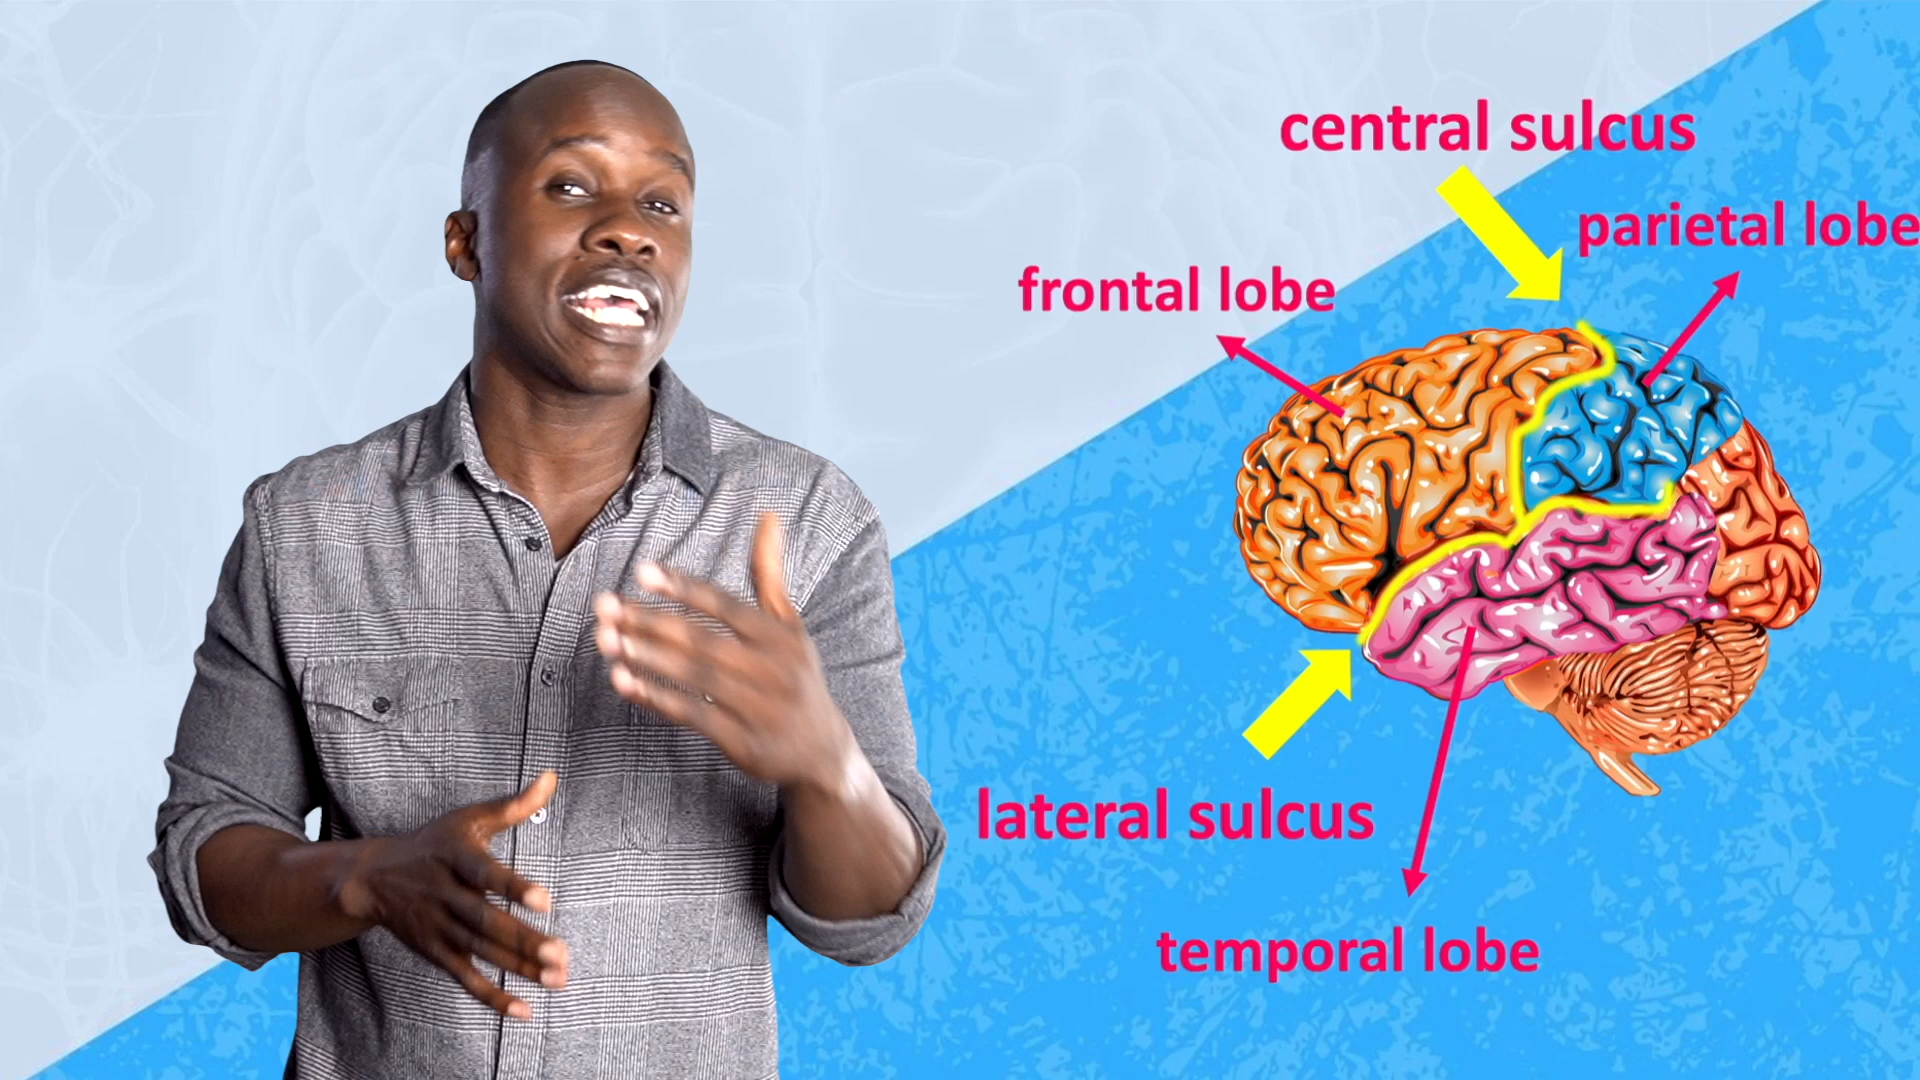 central sulcus
parietal lobe
frontal lobe
lateral sulcus
temporal lobe